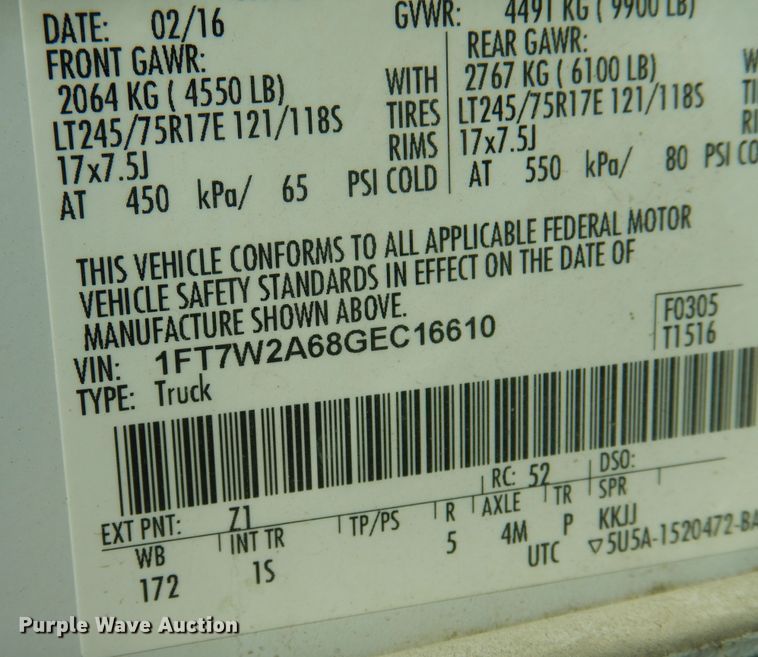 DATE: 02/16 GVWR: 4491 KG ( 9900 LB)
FRONT GAWR: REAR GAWR:
2064 KG ( 4550 LB) WITH 2767 KG ( 6100 LB)
LT245/75R17E 121/118S TIRES LT245/75R17E 121/118S
17x7.5J RIMS 17x7.5J
AT 450 kPa/ 65 PSI COLD AT 550 kPa/ 80 PSI CO
THIS VEHICLE CONFORMS TO ALL APPLICABLE FEDERAL MOTOR
VEHICLE SAFETY STANDARDS IN EFFECT ON THE DATE OF
MANUFACTURE SHOWN ABOVE.
F0305
VIN: 1FT7W2A68GEC16610 T1516
TYPE: Truck
EXT PNT: Z1 RC: 52 DSO:
WB INT TR TP/PS R AXLE TR SPR
172 1S 5 4M P KKJJ
UTC ▽5U5A-1520472-BA
Purple Wave Auction